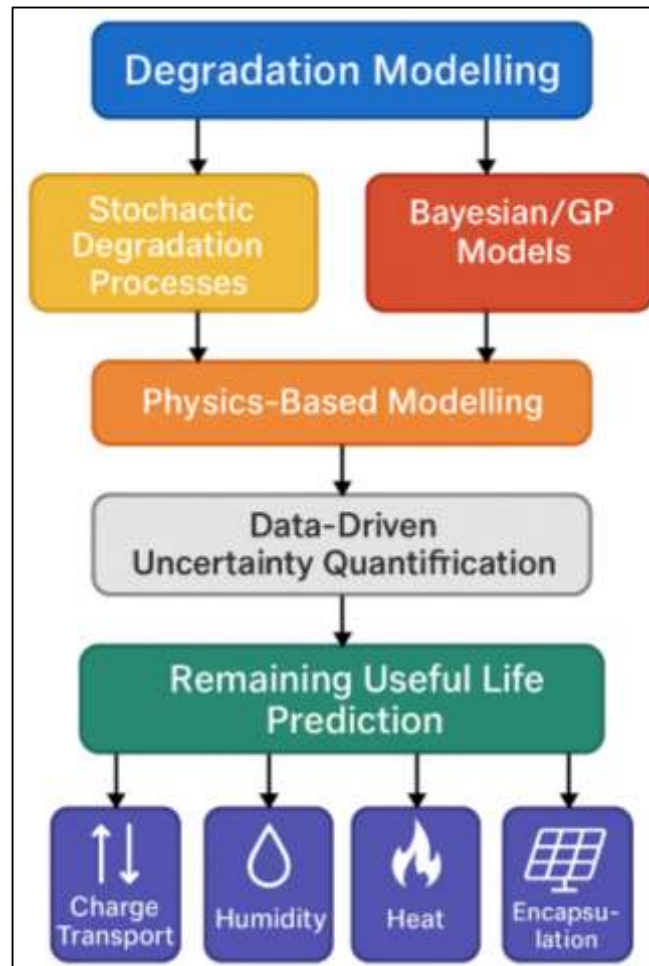 Degradation Modelling
Stochactic
Degradation
Processes
Bayesian/GP
Models
Physics-Based Modelling
Data-Driven
Uncertainty Quantifrication
Remaining Useful Life
Prediction
Charge
Transport
Humidity
Heat
Encapsu-
lation